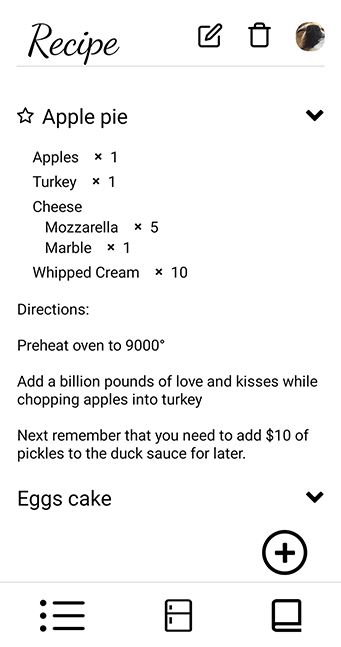 Recipe
Apple pie
Apples × 1
Turkey × 1
Cheese
Mozzarella × 5
Marble × 1
Whipped Cream × 10
Directions:
Preheat oven to 9000°
Add a billion pounds of love and kisses while
chopping apples into turkey
Next remember that you need to add $10 of
pickles to the duck sauce for later.
Eggs cake